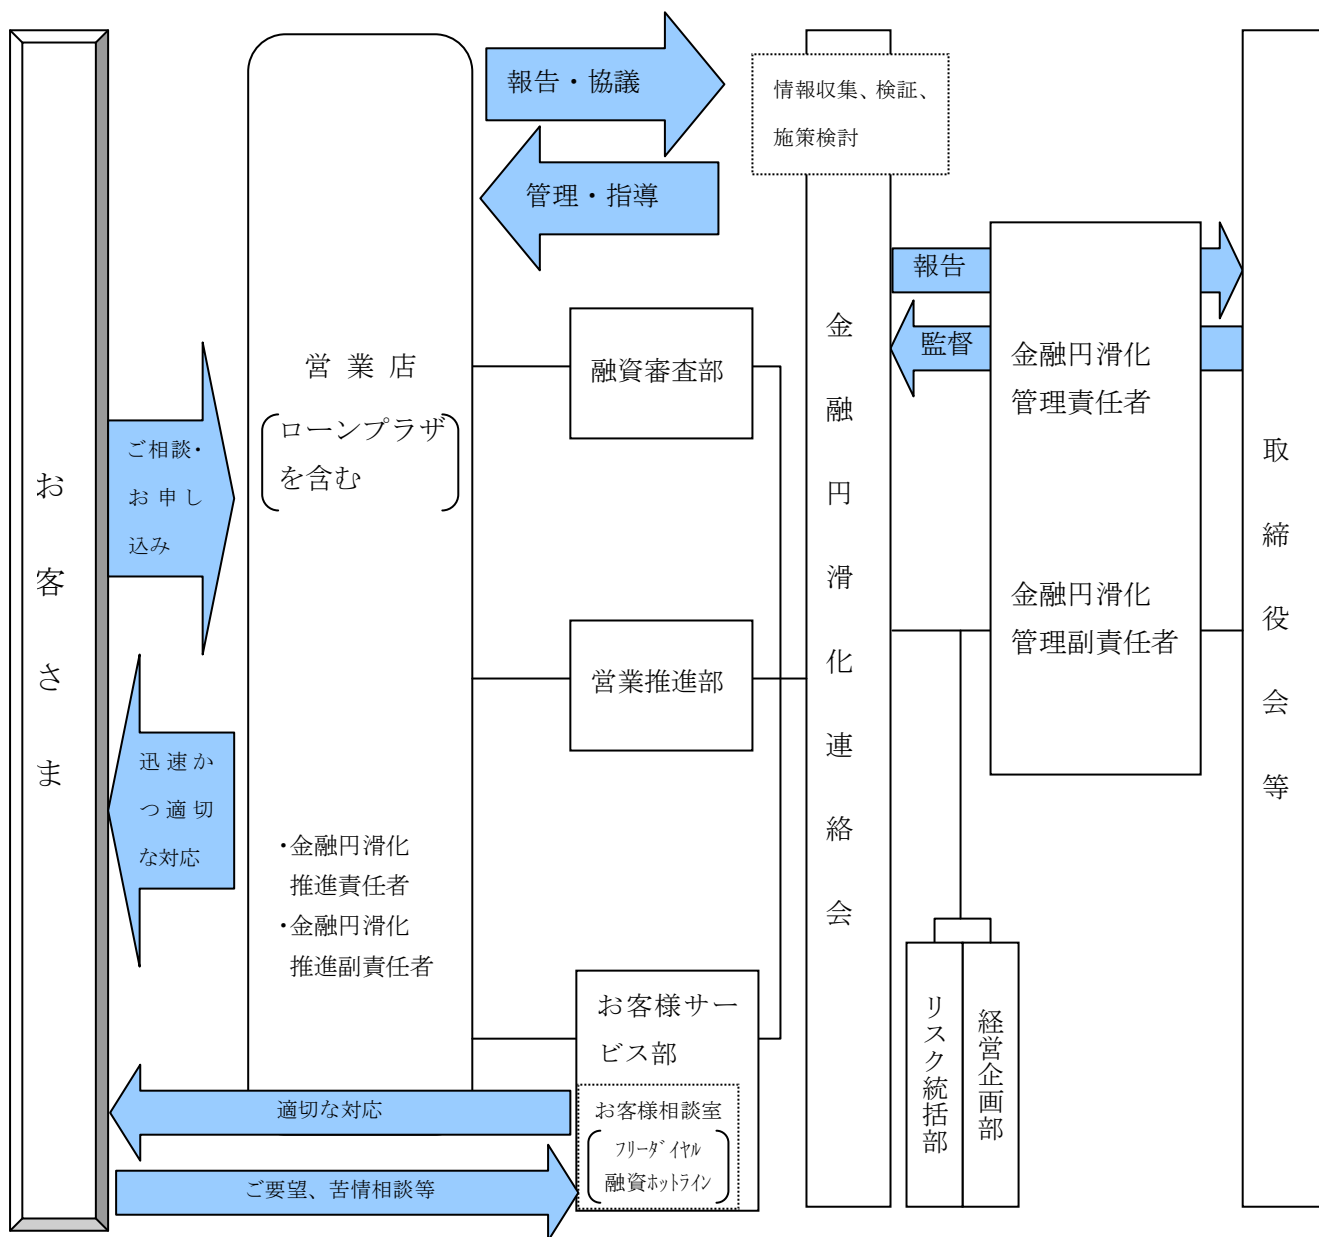 お客さま
ご相談・
お申し
込み
迅速か
つ適切
な対応
営業店
ローンプラザ
を含む
・金融円滑化
推進責任者
・金融円滑化
推進副責任者
報告・協議
管理・指導
融資審査部
営業推進部
お客様サー
ビス部
お客様相談室
フリーダイヤル
融資ホットライン
適切な対応
ご要望、苦情相談等
情報収集、検証、
施策検討
金融円滑化連絡会
報告
監督
金融円滑化
管理責任者
金融円滑化
管理副責任者
リスク統括部
経営企画部
取締役会等